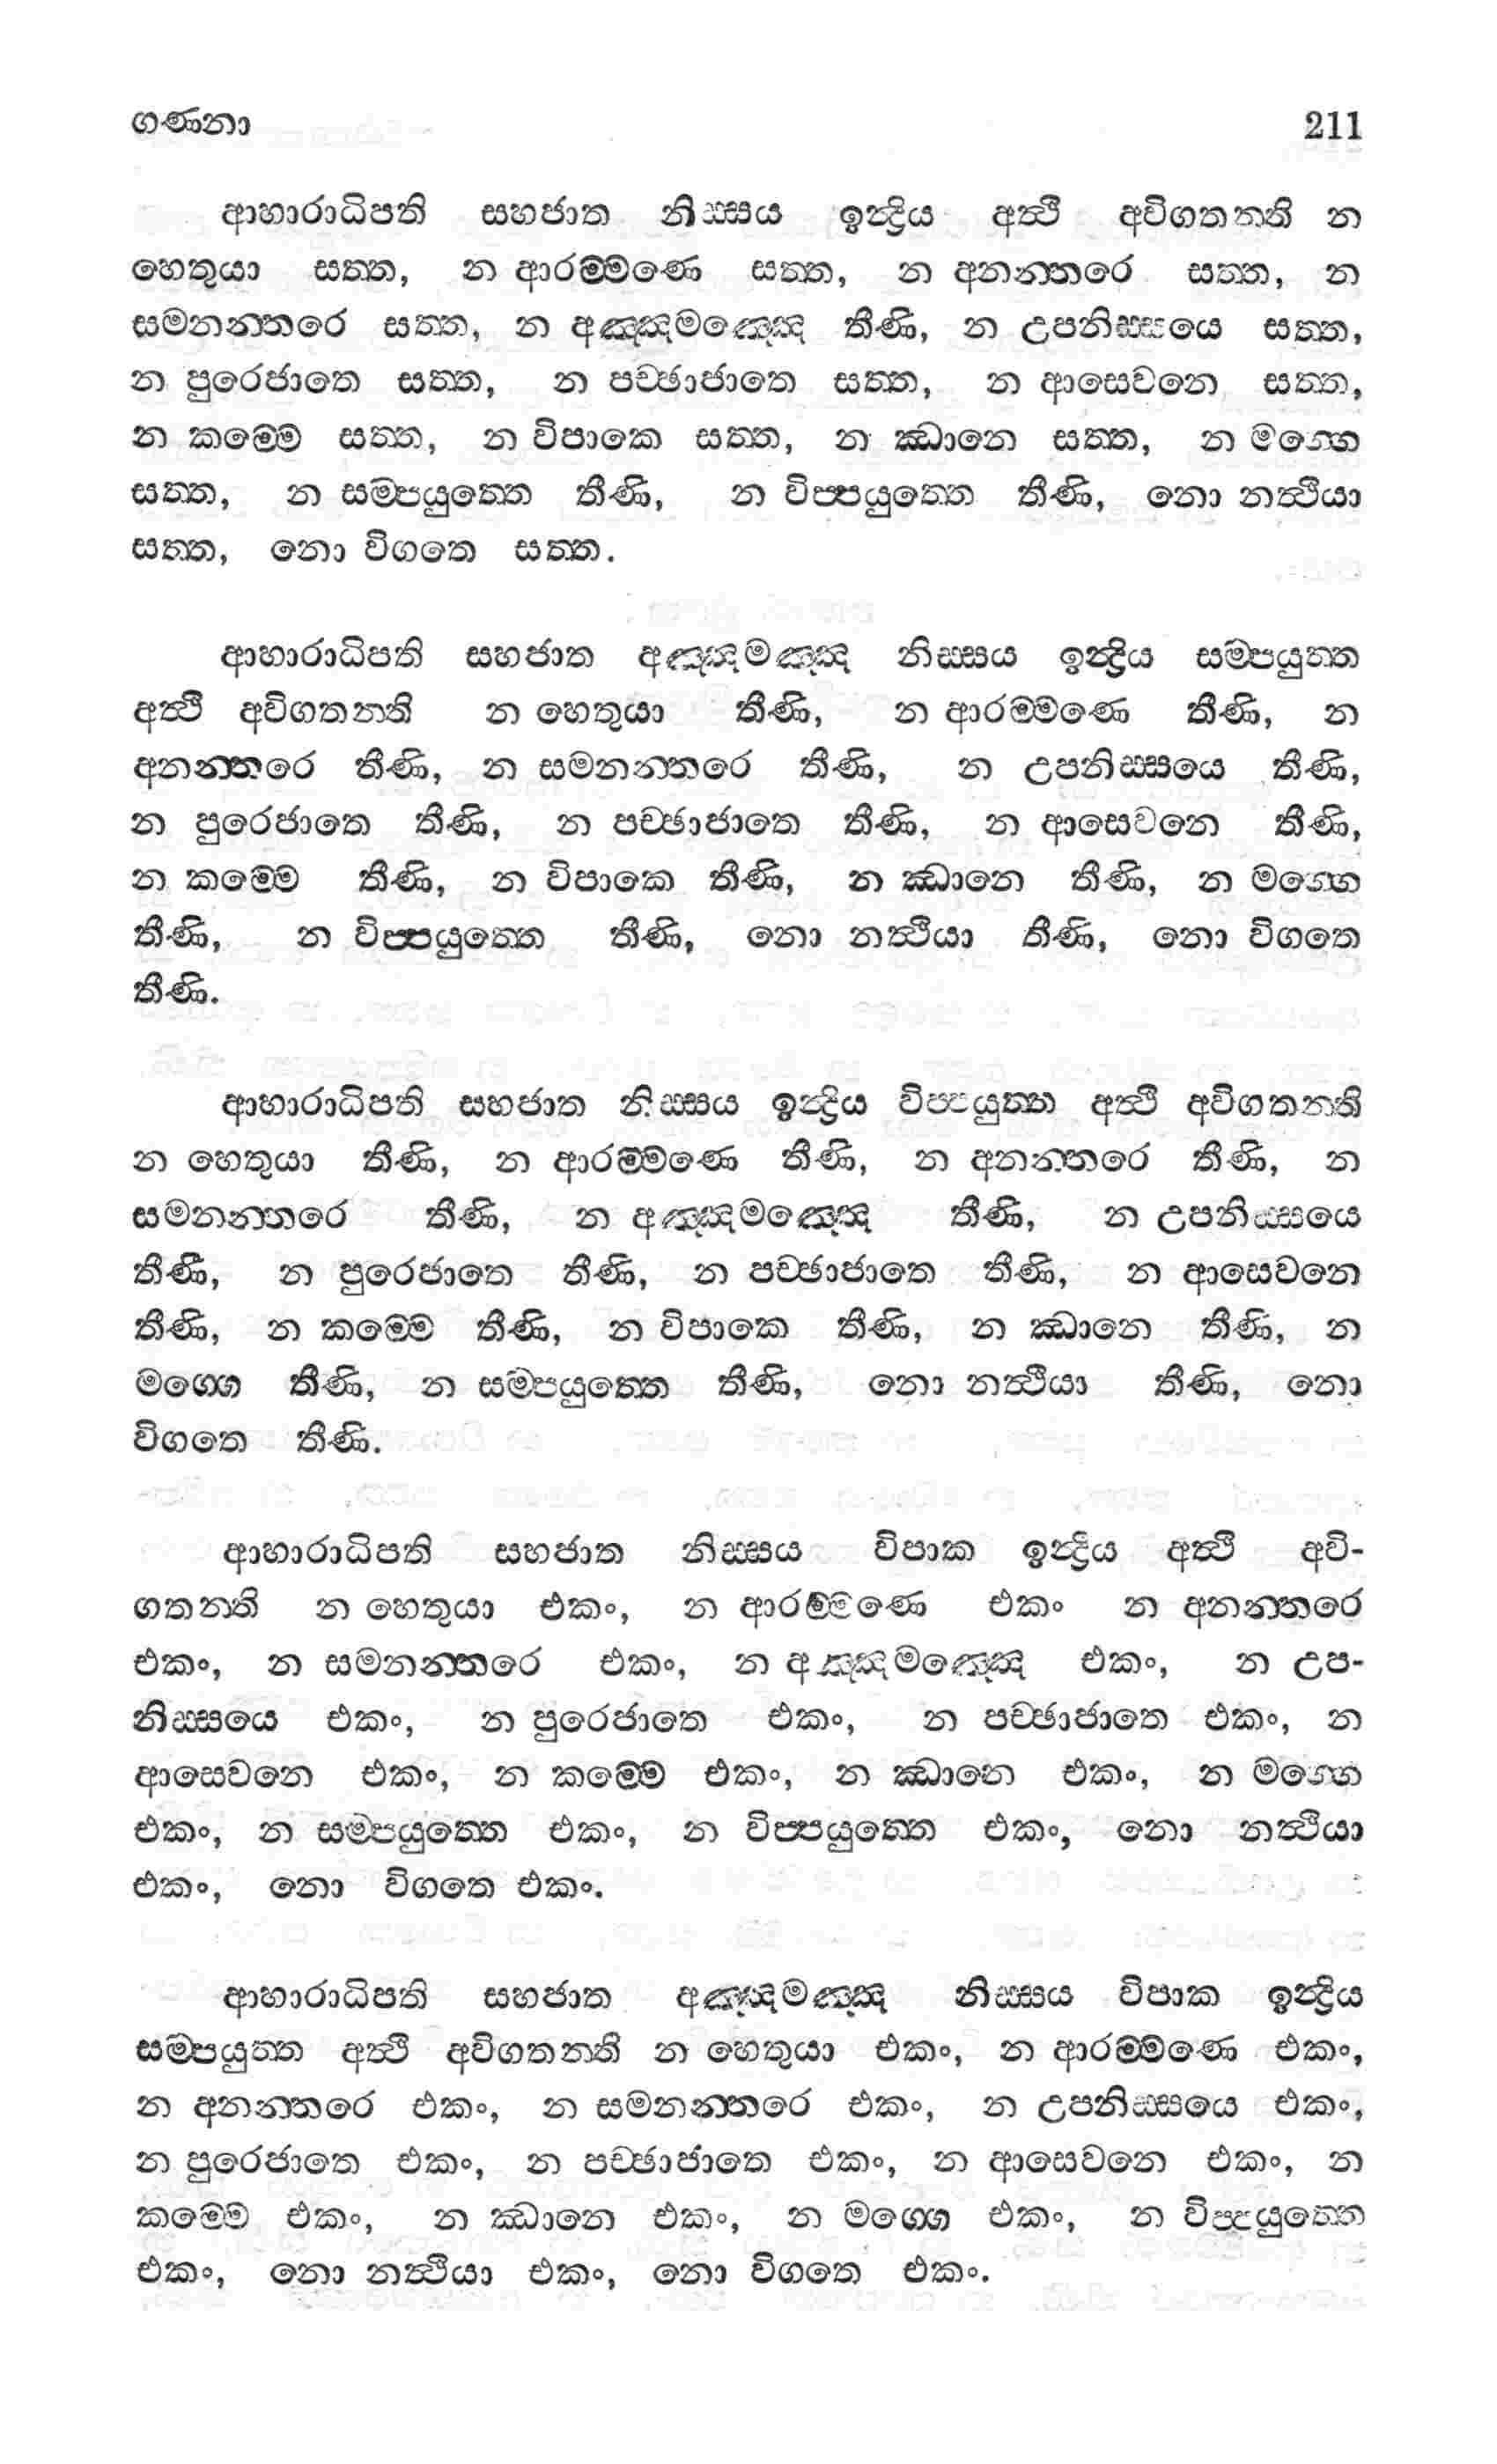 ගණනා 211
ආහාරාධිපති සහජාත නිස්සය ඉන්ද්‍රිය අත්ථි අවිගතන්ති න
හෙතුයා සත්ත, න ආරම්මණෙ සත්ත, න අනන්තරෙ සත්ත, න
සමනන්තරෙ සත්ත, න අඤ්ඤමඤ්ඤෙ තීණි, න උපනිස්සයෙ සත්ත,
න පුරෙජාතෙ සත්ත, න පච්ඡාජාතෙ සත්ත, න ආසෙවනෙ සත්ත,
න කම්මෙ සත්ත, න විපාකෙ සත්ත, න ඣානෙ සත්ත, න මග්ගෙ
සත්ත, න සම්පයුත්තෙ තීණි, න විප්පයුත්තෙ තීණි, නො නත්ථියා
සත්ත, නො විගතෙ සත්ත.
ආහාරාධිපති සහජාත අඤ්ඤමඤ්ඤ නිස්සය ඉන්ද්‍රිය සම්පයුත්ත
අත්ථි අවිගතන්ති න හෙතුයා තීණි, න ආරම්මණෙ තීණි, න
අනන්තරෙ තීණි, න සමනන්තරෙ තීණි, න උපනිස්සයෙ තීණි,
න පුරෙජාතෙ තීණි, න පච්ඡාජාතෙ තීණි, න ආසෙවනෙ තීණි,
න කම්මෙ තීණි, න විපාකෙ තීණි, න ඣානෙ තීණි, න මග්ගෙ
තීණි, න විප්පයුත්තෙ තීණි, නො නත්ථියා තීණි, නො විගතෙ
තීණි.
ආහාරාධිපති සහජාත නිස්සය ඉන්ද්‍රිය විප්පයුත්ත අත්ථි අවිගතන්ති
න හෙතුයා තීණි, න ආරම්මණෙ තීණි, න අනන්තරෙ තීණි, න
සමනන්තරෙ තීණි, න අඤ්ඤමඤ්ඤෙ තීණි, න උපනිස්සයෙ
තීණි, න පුරෙජාතෙ තීණි, න පච්ඡාජාතෙ තීණි, න ආසෙවනෙ
තීණි, න කම්මෙ තීණි, න විපාකෙ තීණි, න ඣානෙ තීණි, න
මග්ගෙ තීණි, න සම්පයුත්තෙ තීණි, නො නත්ථියා තීණි, නො
විගතෙ තීණි.
ආහාරාධිපති සහජාත නිස්සය විපාක ඉන්ද්‍රිය අත්ථි අවි-
ගතන්ති න හෙතුයා එකං, න ආරම්මණෙ එකං න අනන්තරෙ
එකං, න සමනන්තරෙ එකං, න අඤ්ඤමඤ්ඤෙ එකං, න උප-
නිස්සයෙ එකං, න පුරෙජාතෙ එකං, න පච්ඡාජාතෙ එකං, න
ආසෙවනෙ එකං, න කම්මෙ එකං, න ඣානෙ එකං, න මග්ගෙ
එකං, න සම්පයුත්තෙ එකං, න විප්පයුත්තෙ එකං, නො නත්ථියා
එකං, නො විගතෙ එකං.
ආහාරාධිපති සහජාත අඤ්ඤමඤ්ඤ නිස්සය විපාක ඉන්ද්‍රිය
සම්පයුත්ත අත්ථි අවිගතන්ති න හෙතුයා එකං, න ආරම්මණෙ එකං,
න අනන්තරෙ එකං, න සමනන්තරෙ එකං, න උපනිස්සයෙ එකං,
න පුරෙජාතෙ එකං, න පච්ඡාජාතෙ එකං, න ආසෙවනෙ එකං, න
කම්මෙ එකං, න ඣානෙ එකං, න මග්ගෙ එකං, න විප්පයුත්තෙ
එකං, නො නත්ථියා එකං, නො විගතෙ එකං.